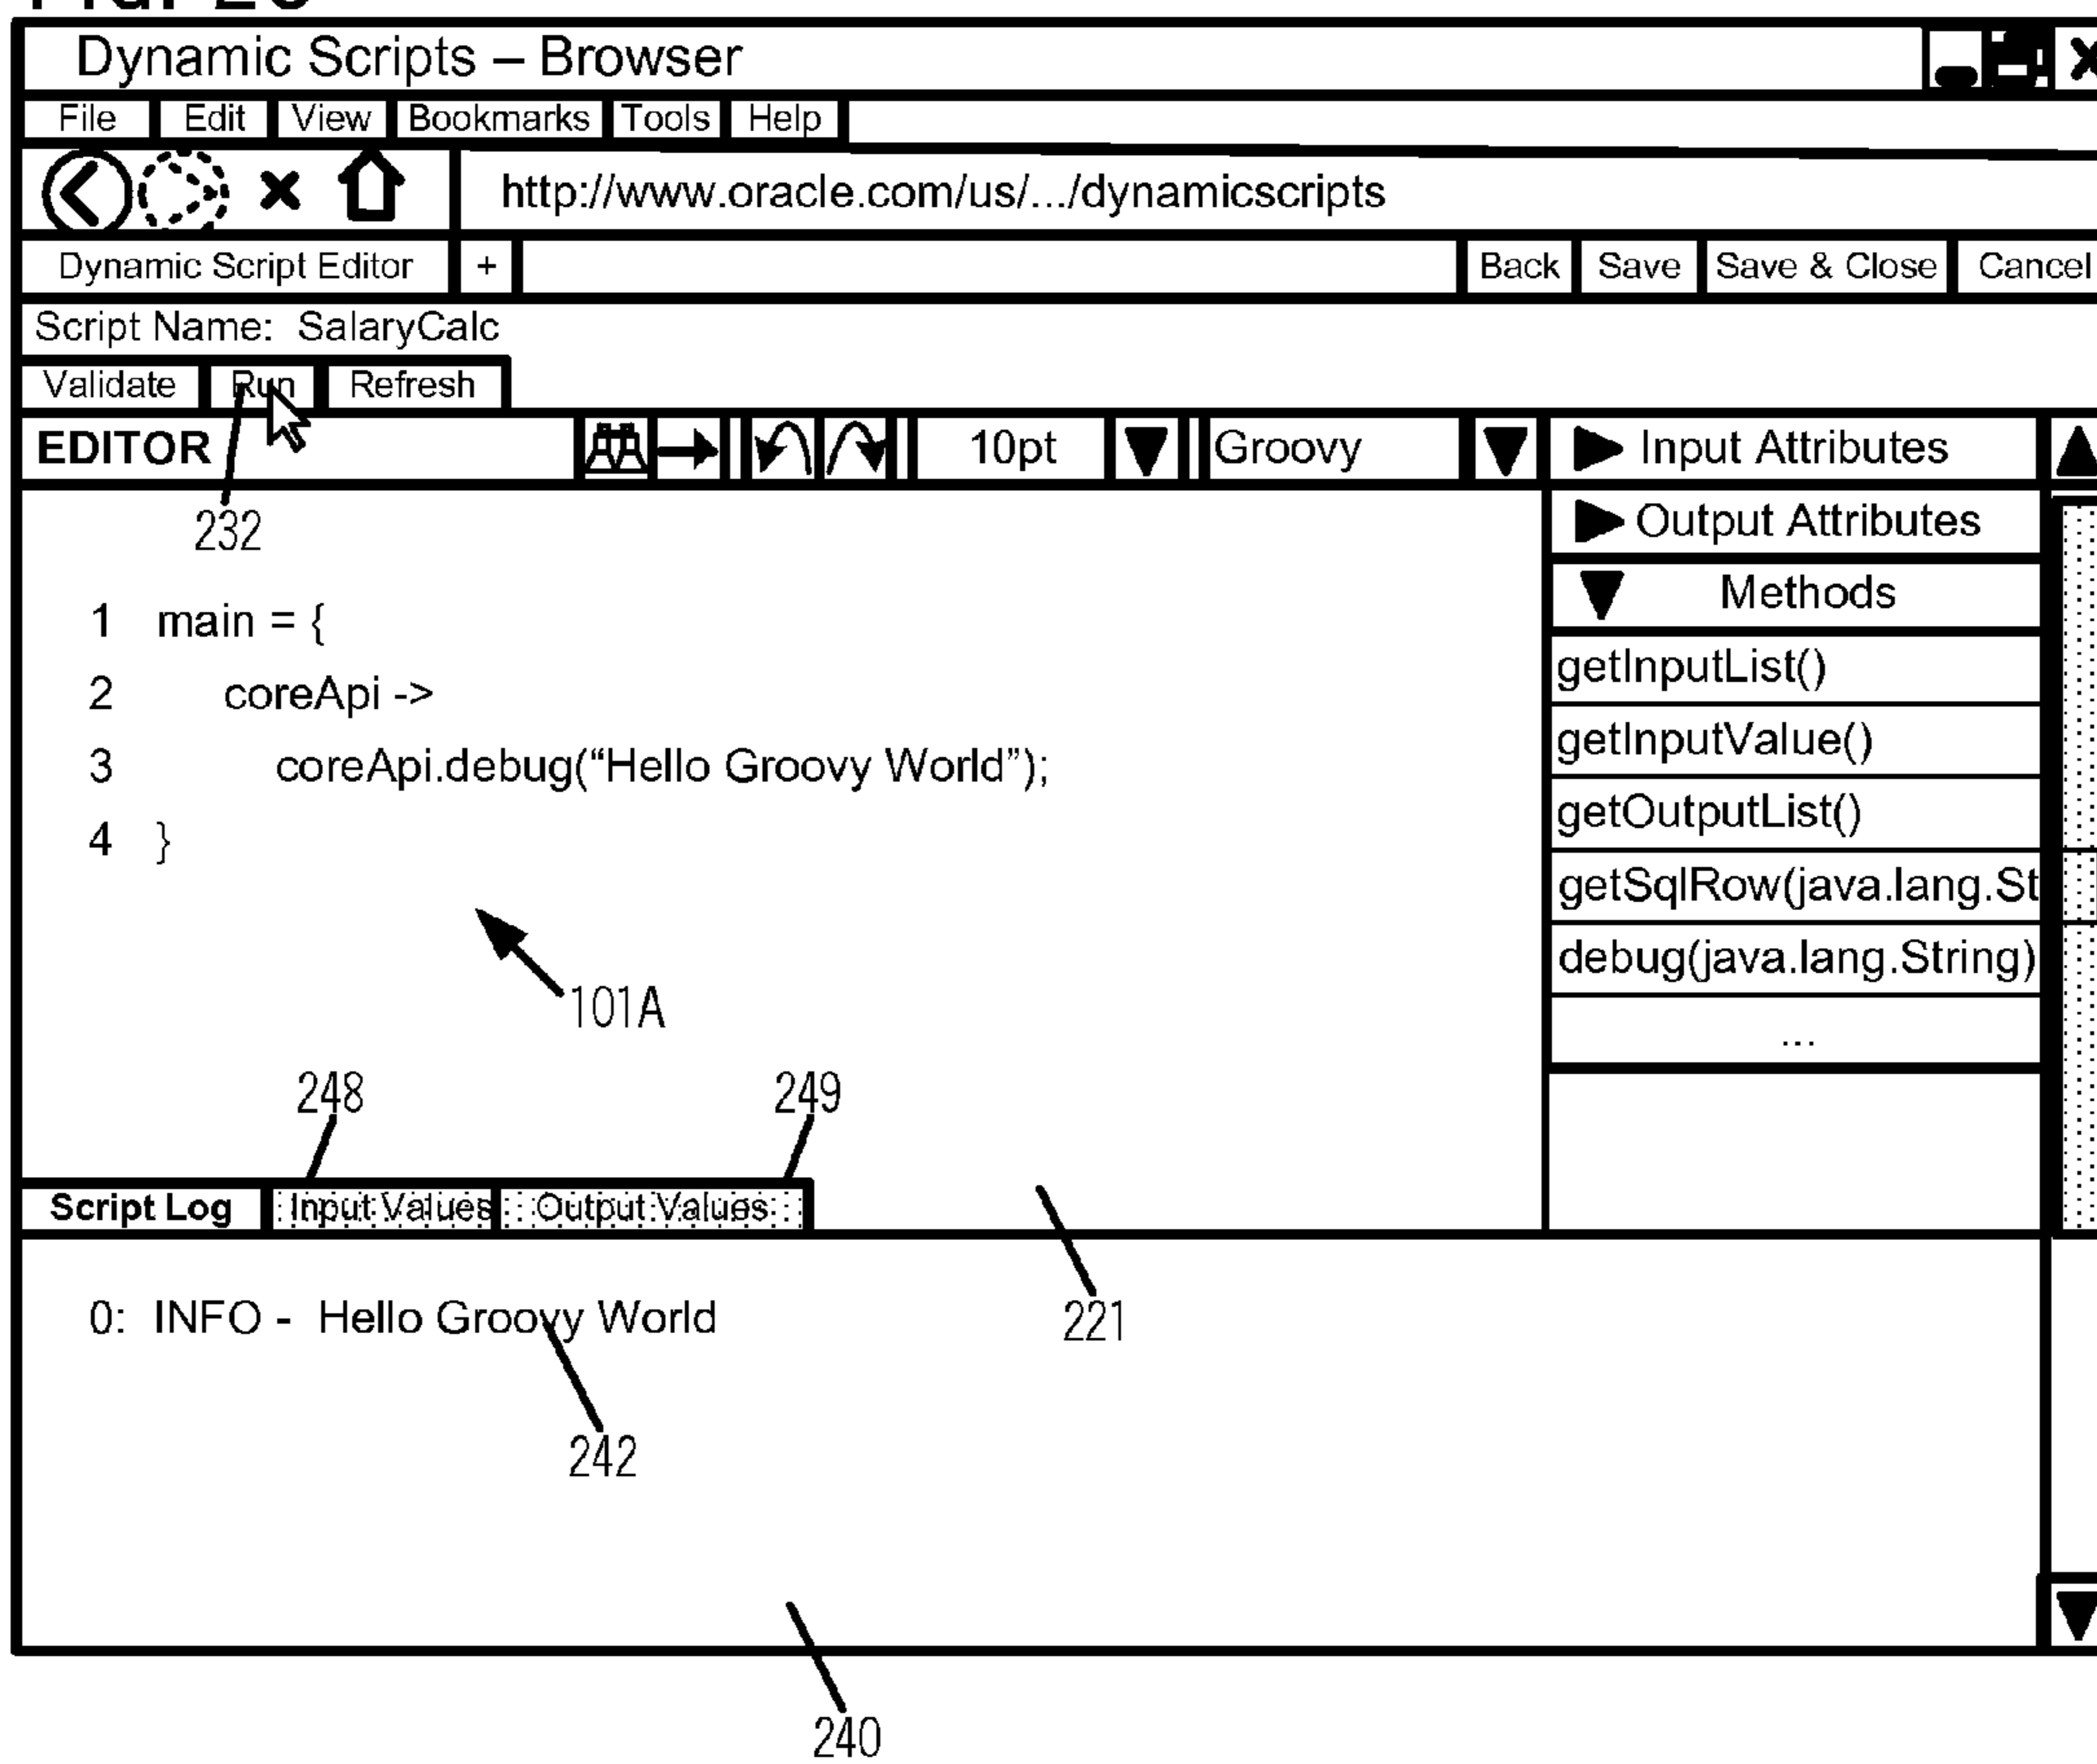 Dynamic Scripts – Browser
File Edit View Bookmarks Tools Help
http://www.oracle.com/us/.../dynamicscripts
Dynamic Script Editor + Back Save Save & Close Cancel
Script Name: SalaryCalc
Validate Run Refresh
EDITOR 10pt Groovy Input Attributes
232
Output Attributes
Methods
getInputList()
getInputValue()
getOutputList()
getSqlRow(java.lang.St
debug(java.lang.String)
...
1 main = {
2 coreApi ->
3 coreApi.debug(“Hello Groovy World”);
4 }
101A
248 249
Script Log Input Values Output Values
221
0: INFO - Hello Groovy World
242
240